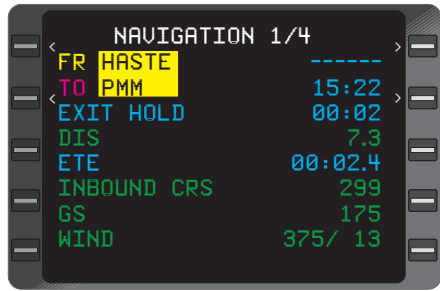 NAVIGATION 1/4
FR HASTE ------
TO PMM 15:22
EXIT HOLD 00:02
DIS 7.3
ETE 00:02.4
INBOUND CRS 299
GS 175
WIND 375/ 13